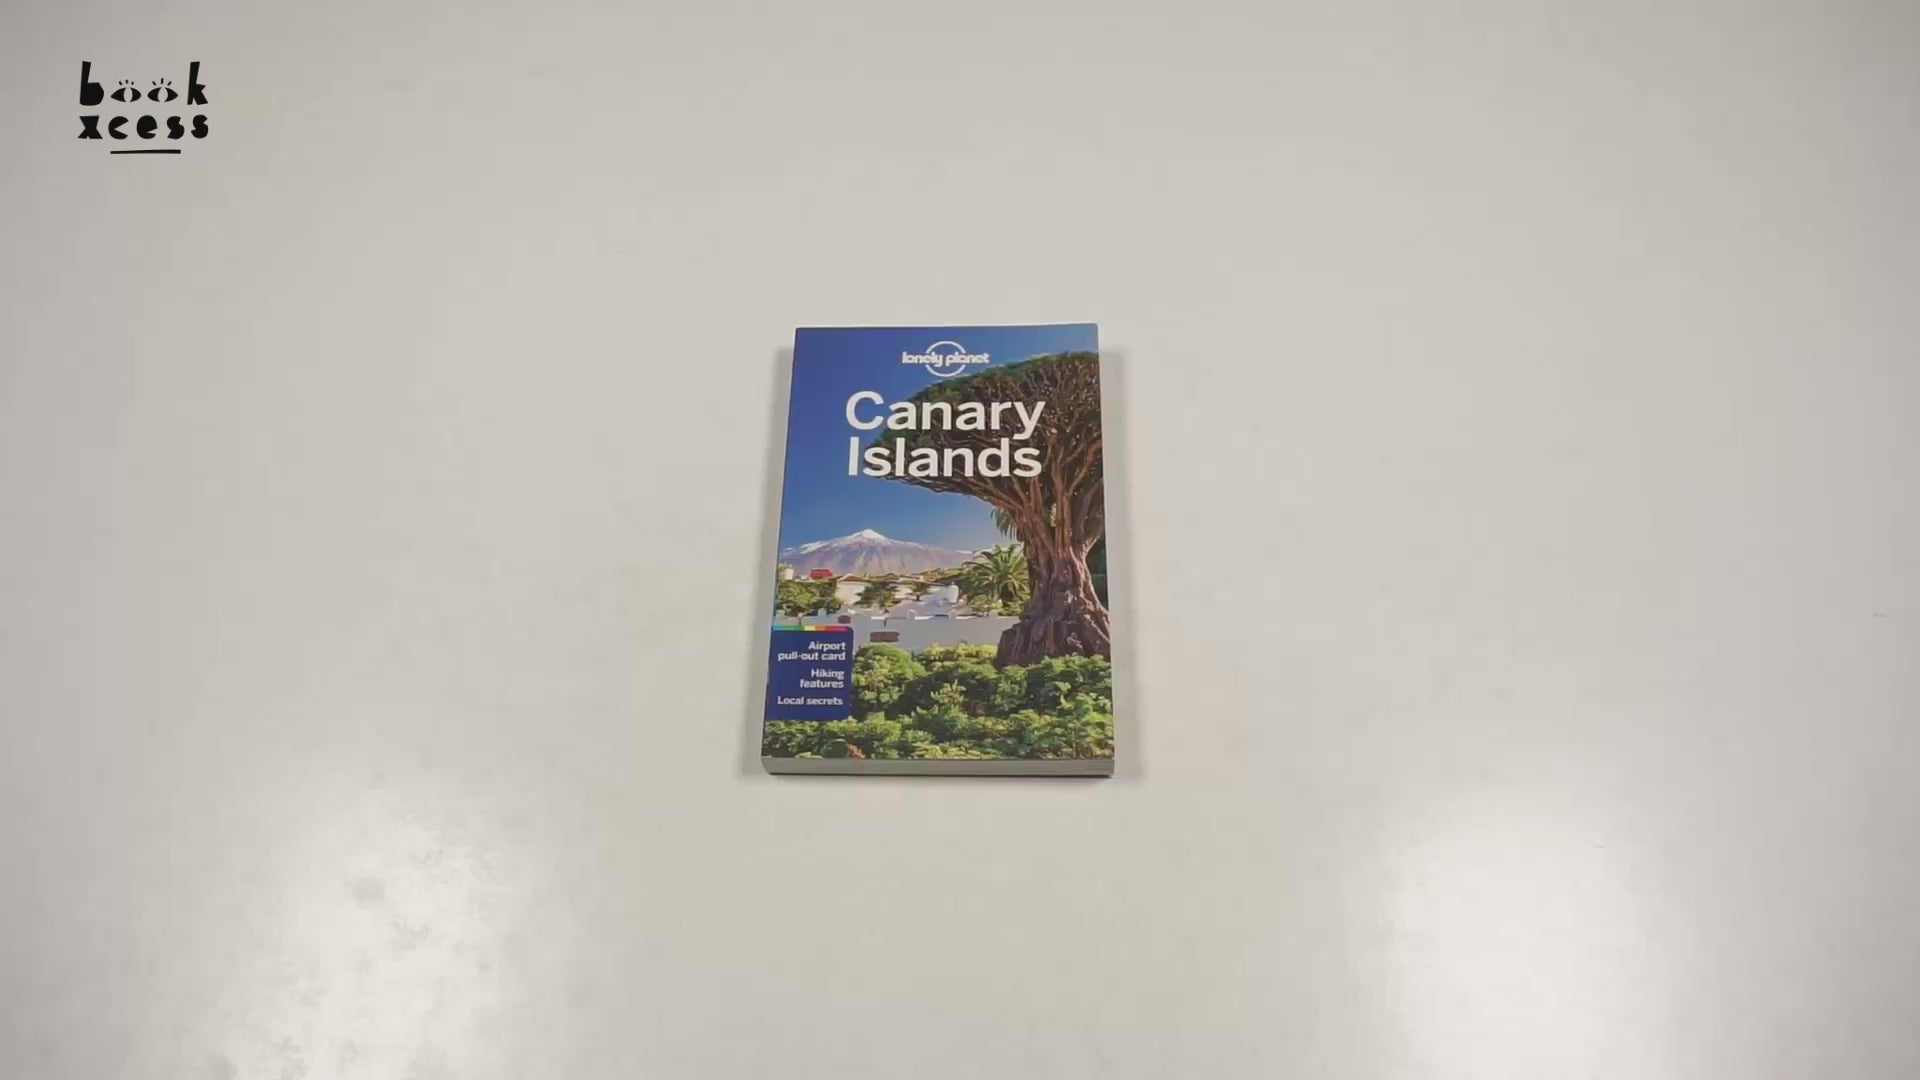 book
xcess
lonely planet
Canary
Islands
Airport
pull-out card
Hiking
features
Local secrets